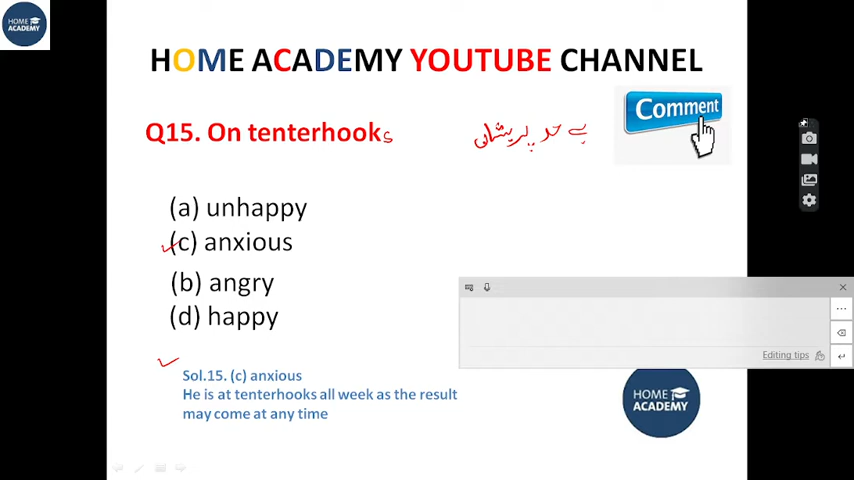 HOME ACADEMY
HOME ACADEMY YOUTUBE CHANNEL
Comment
Q15. On tenterhooks
بے حد پریشانی
(a) unhappy
(c) anxious
(b) angry
(d) happy
Editing tips
Sol.15. (c) anxious
He is at tenterhooks all week as the result
may come at any time
HOME
ACADEMY